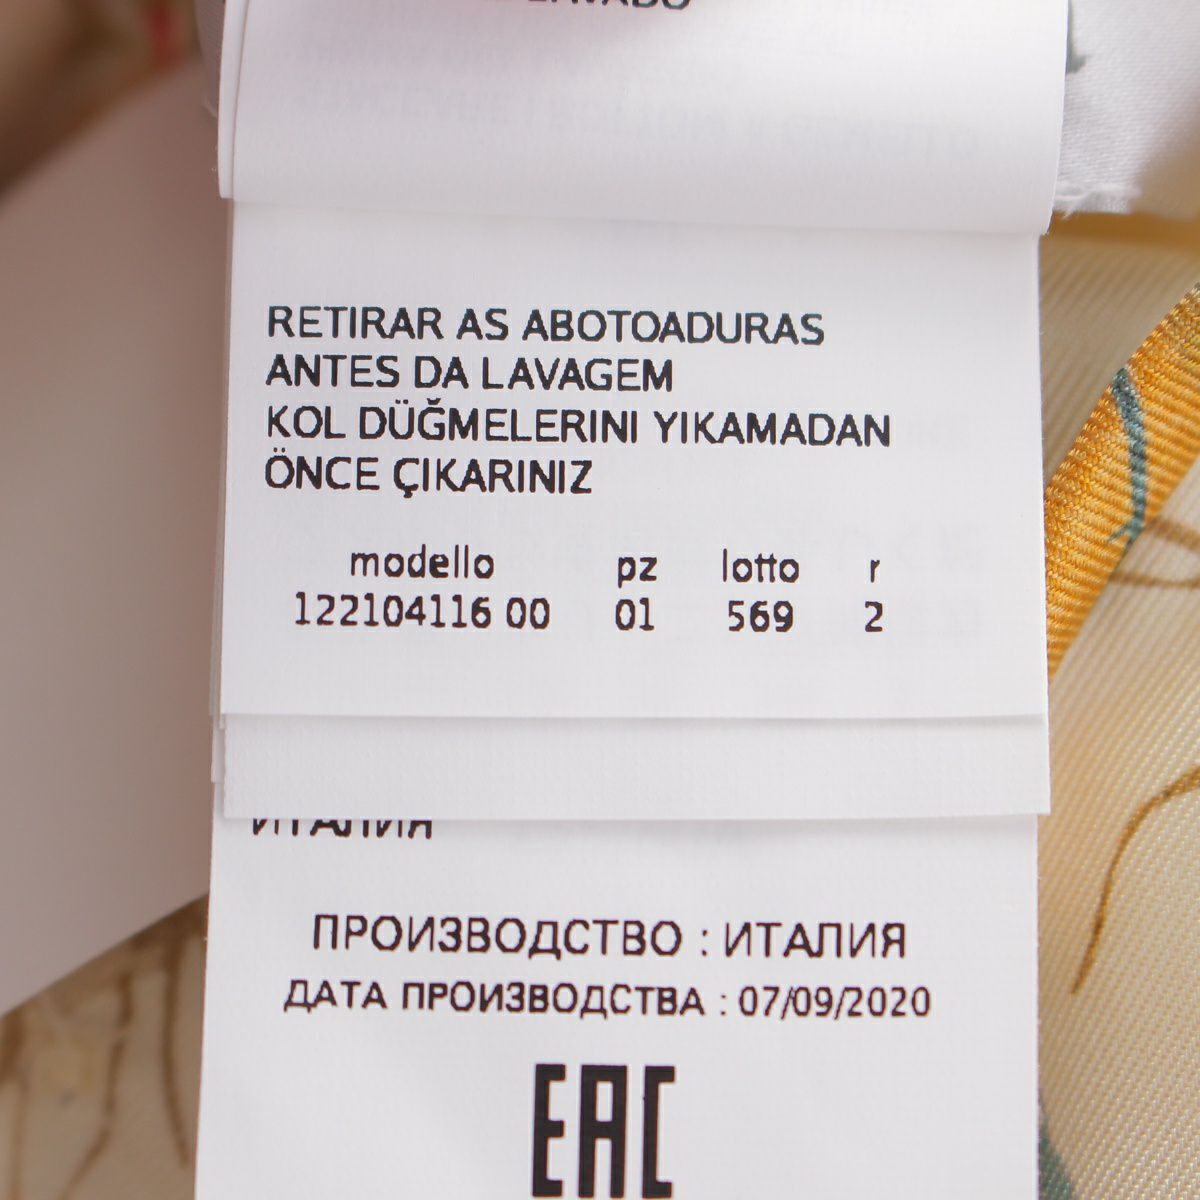 RETIRAR AS ABOTOADURAS
ANTES DA LAVAGEM
KOL DÜĞMELERINI YIKAMADAN
ÖNCE ÇIKARINIZ
modello pz lotto r
122104116 00 01 569 2
ИТАЛИЯ
ПРОИЗВОДСТВО : ИТАЛИЯ
ДАТА ПРОИЗВОДСТВА : 07/09/2020
EAC